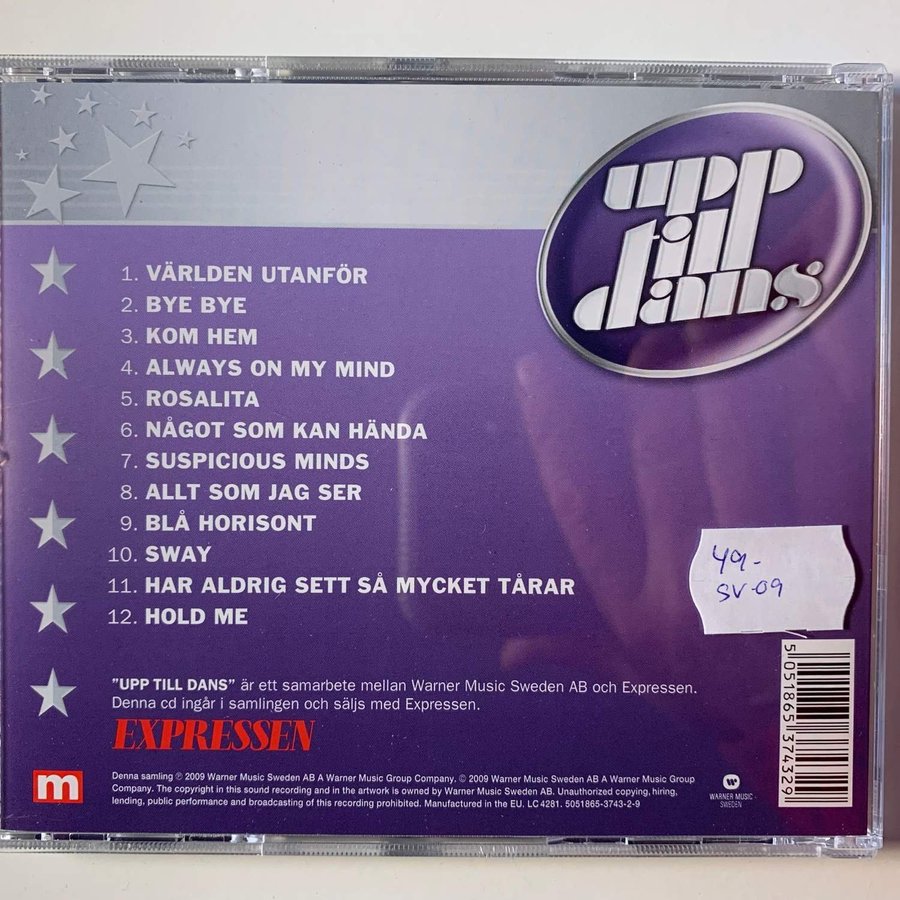 upp
till
dans
1. VÄRLDEN UTANFÖR
2. BYE BYE
3. KOM HEM
4. ALWAYS ON MY MIND
5. ROSALITA
6. NÅGOT SOM KAN HÄNDA
7. SUSPICIOUS MINDS
8. ALLT SOM JAG SER
9. BLÅ HORISONT
10. SWAY
11. HAR ALDRIG SETT SÅ MYCKET TÅRAR
12. HOLD ME
49-
SV-09
"UPP TILL DANS" är ett samarbete mellan Warner Music Sweden AB och Expressen.
Denna cd ingår i samlingen och säljs med Expressen.
EXPRESSEN
m
Denna samling ℗ 2009 Warner Music Sweden AB A Warner Music Group Company. © 2009 Warner Music Sweden AB A Warner Music Group
Company. The copyright in this sound recording and in the artwork is owned by Warner Music Sweden AB. Unauthorized copying, hiring,
lending, public performance and broadcasting of this recording prohibited. Manufactured in the EU. LC 4281. 5051865-3743-2-9
WARNER MUSIC -
SWEDEN
5 051865 374329